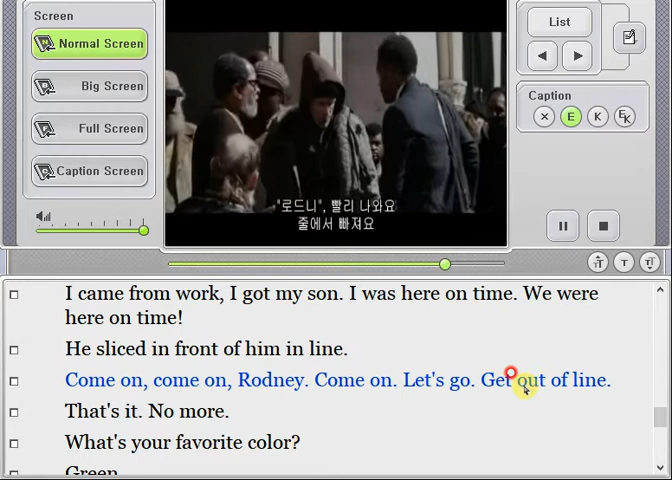 Screen
Normal Screen
Big Screen
Full Screen
Caption Screen
"로드니", 빨리 나와요
줄에서 빠져요
List
Caption
X E K EK
T T T
I came from work, I got my son. I was here on time. We were
here on time!
He sliced in front of him in line.
Come on, come on, Rodney. Come on. Let's go. Get out of line.
That's it. No more.
What's your favorite color?
Green